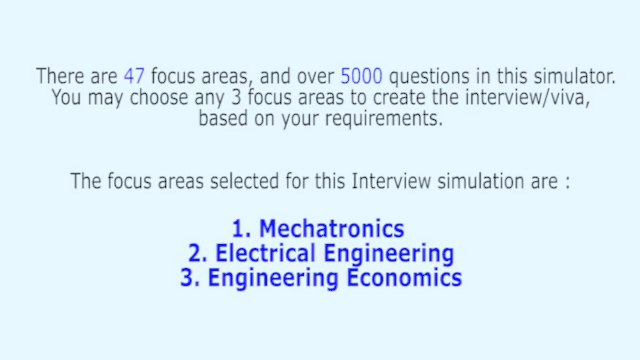 There are 47 focus areas, and over 5000 questions in this simulator.
You may choose any 3 focus areas to create the interview/viva,
based on your requirements.
The focus areas selected for this Interview simulation are :
1. Mechatronics
2. Electrical Engineering
3. Engineering Economics